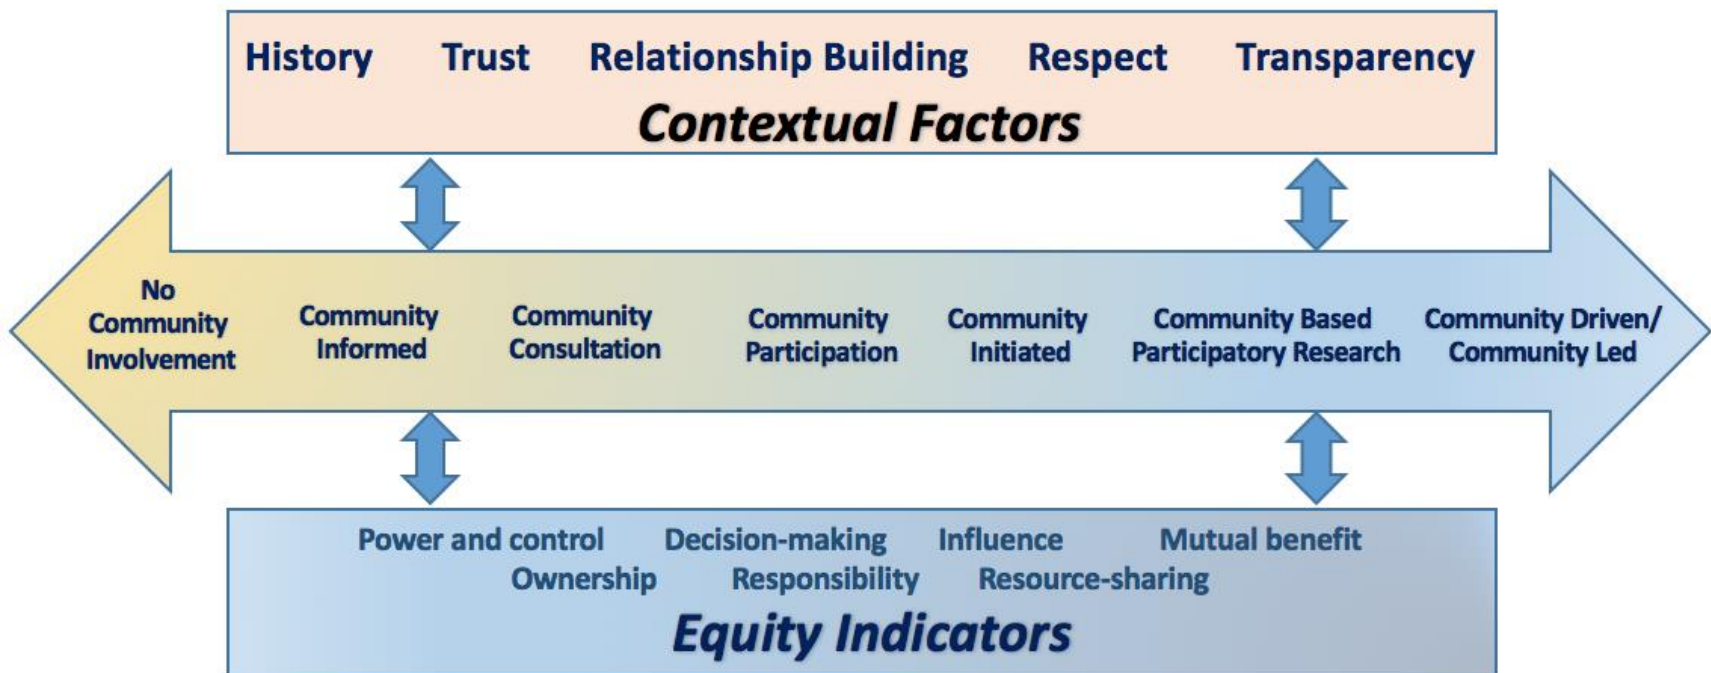 History Trust Relationship Building Respect Transparency
Contextual Factors
No
Community
Involvement
Community
Informed
Community
Consultation
Community
Participation
Community
Initiated
Community Based
Participatory Research
Community Driven/
Community Led
Power and control Decision-making Influence Mutual benefit
Ownership Responsibility Resource-sharing
Equity Indicators